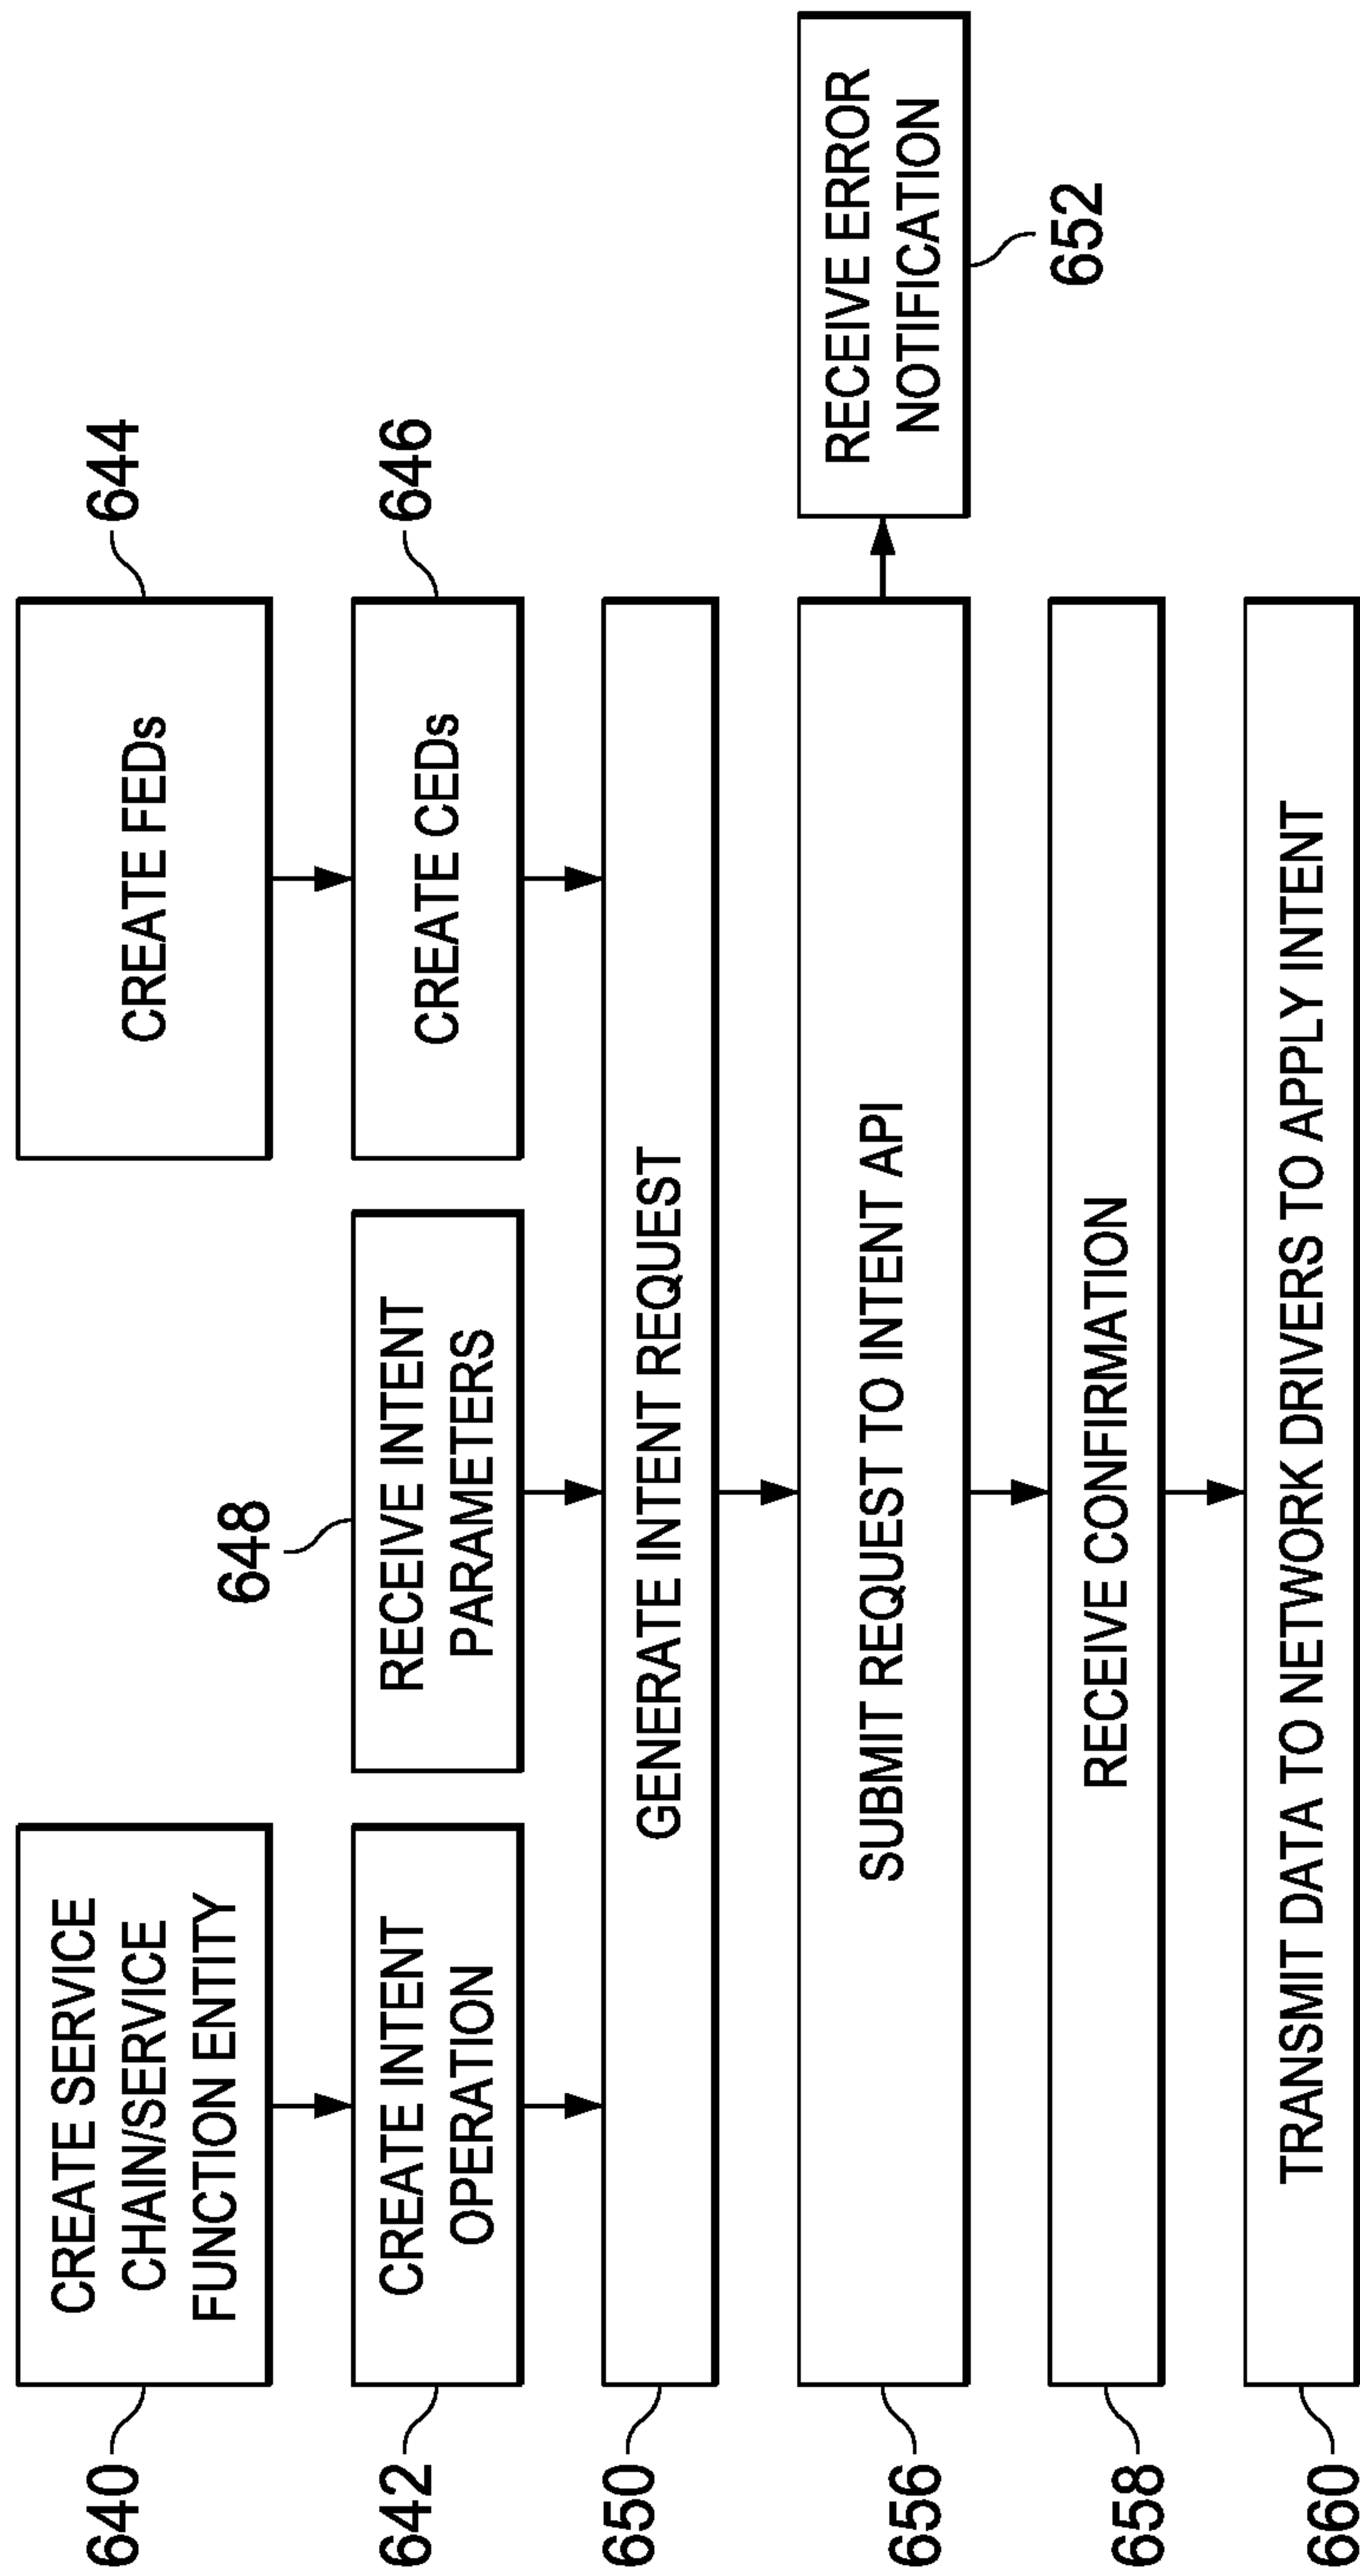 640
CREATE SERVICE
CHAIN/SERVICE
FUNCTION ENTITY
CREATE FEDs
644
642
CREATE INTENT
OPERATION
648
RECEIVE INTENT
PARAMETERS
CREATE CEDs
646
650
GENERATE INTENT REQUEST
656
SUBMIT REQUEST TO INTENT API
RECEIVE ERROR
NOTIFICATION
652
658
RECEIVE CONFIRMATION
660
TRANSMIT DATA TO NETWORK DRIVERS TO APPLY INTENT